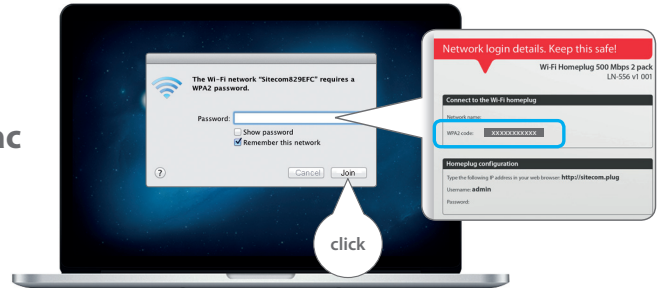 The Wi-Fi network "Sitecom829EFC" requires a
WPA2 password.
Password:
Show password
Remember this network
?
Cancel
Join
click
Network login details. Keep this safe!
Wi-Fi Homeplug 500 Mbps 2 pack
LN-556 v1 001
Connect to the Wi-Fi homeplug
Network name:
WPA2 code: XXXXXXXXXXX
Homeplug configuration
Type the following IP address in your web browser: http://sitecom.plug
Username: admin
Password: